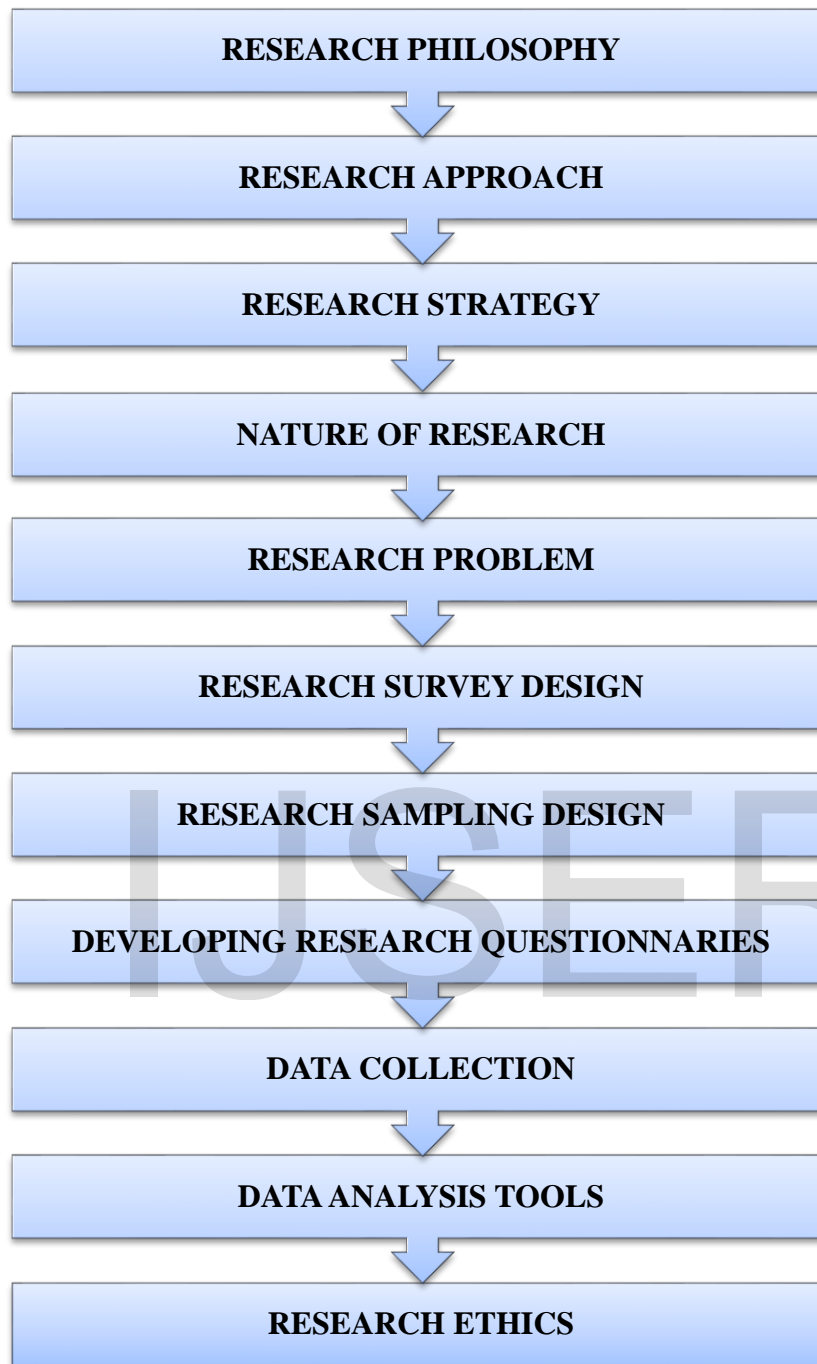 RESEARCH PHILOSOPHY
RESEARCH APPROACH
RESEARCH STRATEGY
NATURE OF RESEARCH
RESEARCH PROBLEM
RESEARCH SURVEY DESIGN
RESEARCH SAMPLING DESIGN
IJSER
DEVELOPING RESEARCH QUESTIONNARIES
DATA COLLECTION
DATA ANALYSIS TOOLS
RESEARCH ETHICS